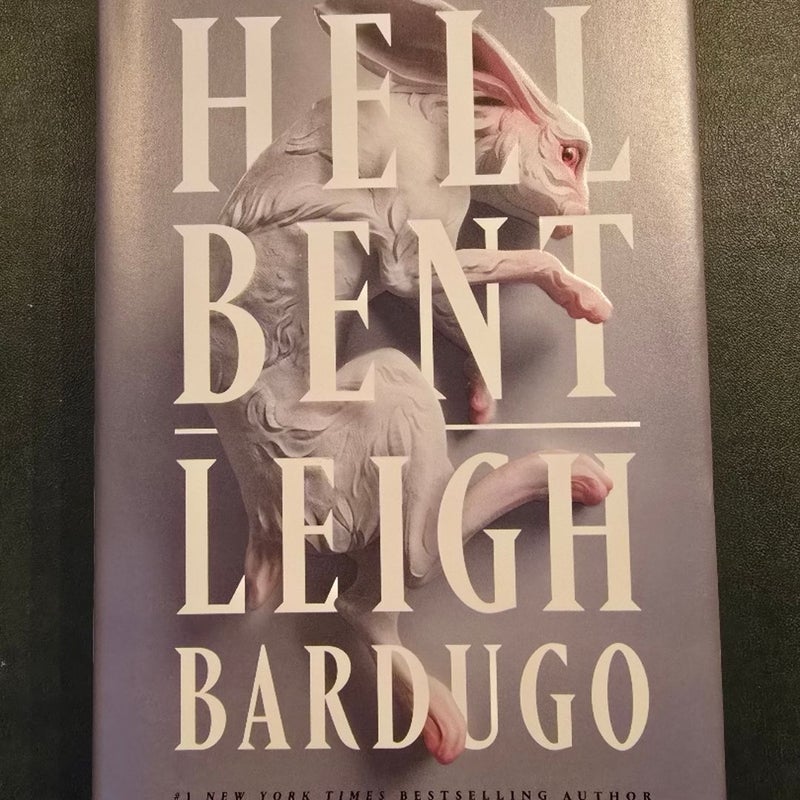 HELL
BENT
LEIGH
BARDUGO
#1 NEW YORK TIMES BESTSELLING AUTHOR